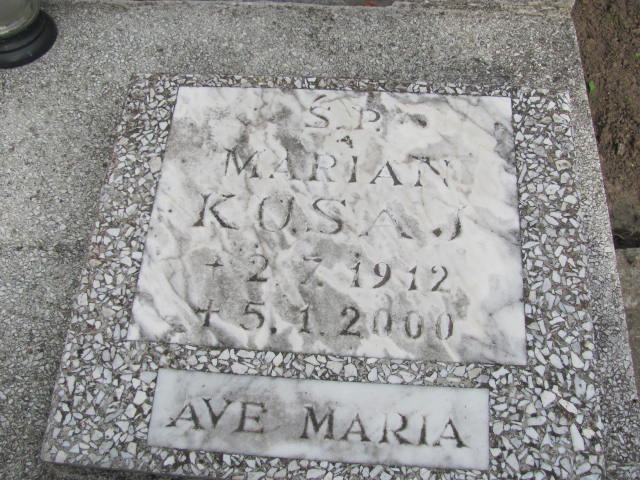 Ś. P.
MARIAN
KUSAJ
* 2. 7. 1912
† 5. 1. 2000
AVE MARIA